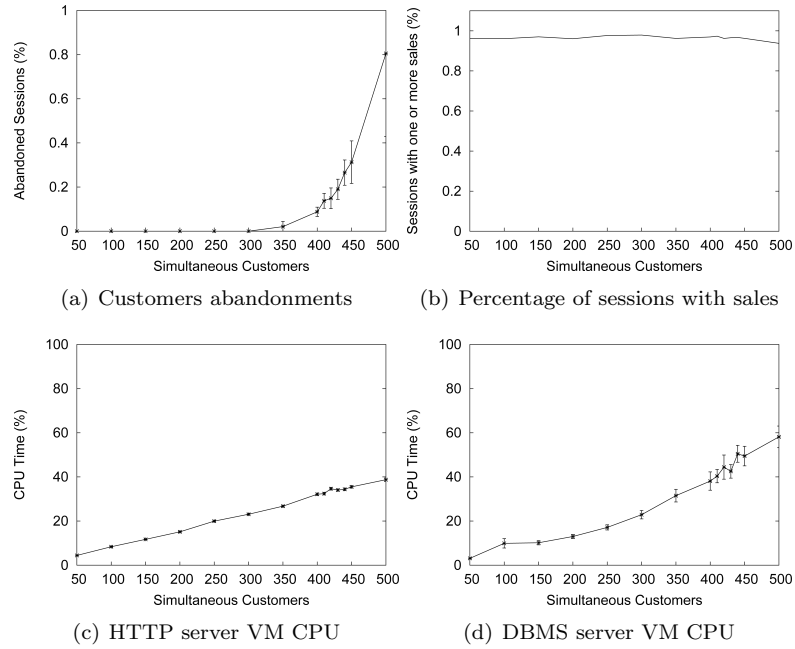 Abandoned Sessions (%)
1
0.8
0.6
0.4
0.2
0
50 100 150 200 250 300 350 400 450 500
Simultaneous Customers
(a) Customers abandonments
Sessions with one or more sales (%)
1
0.8
0.6
0.4
0.2
0
50 100 150 200 250 300 350 400 450 500
Simultaneous Customers
(b) Percentage of sessions with sales
CPU Time (%)
100
80
60
40
20
0
50 100 150 200 250 300 350 400 450 500
Simultaneous Customers
(c) HTTP server VM CPU
CPU Time (%)
100
80
60
40
20
0
50 100 150 200 250 300 350 400 450 500
Simultaneous Customers
(d) DBMS server VM CPU